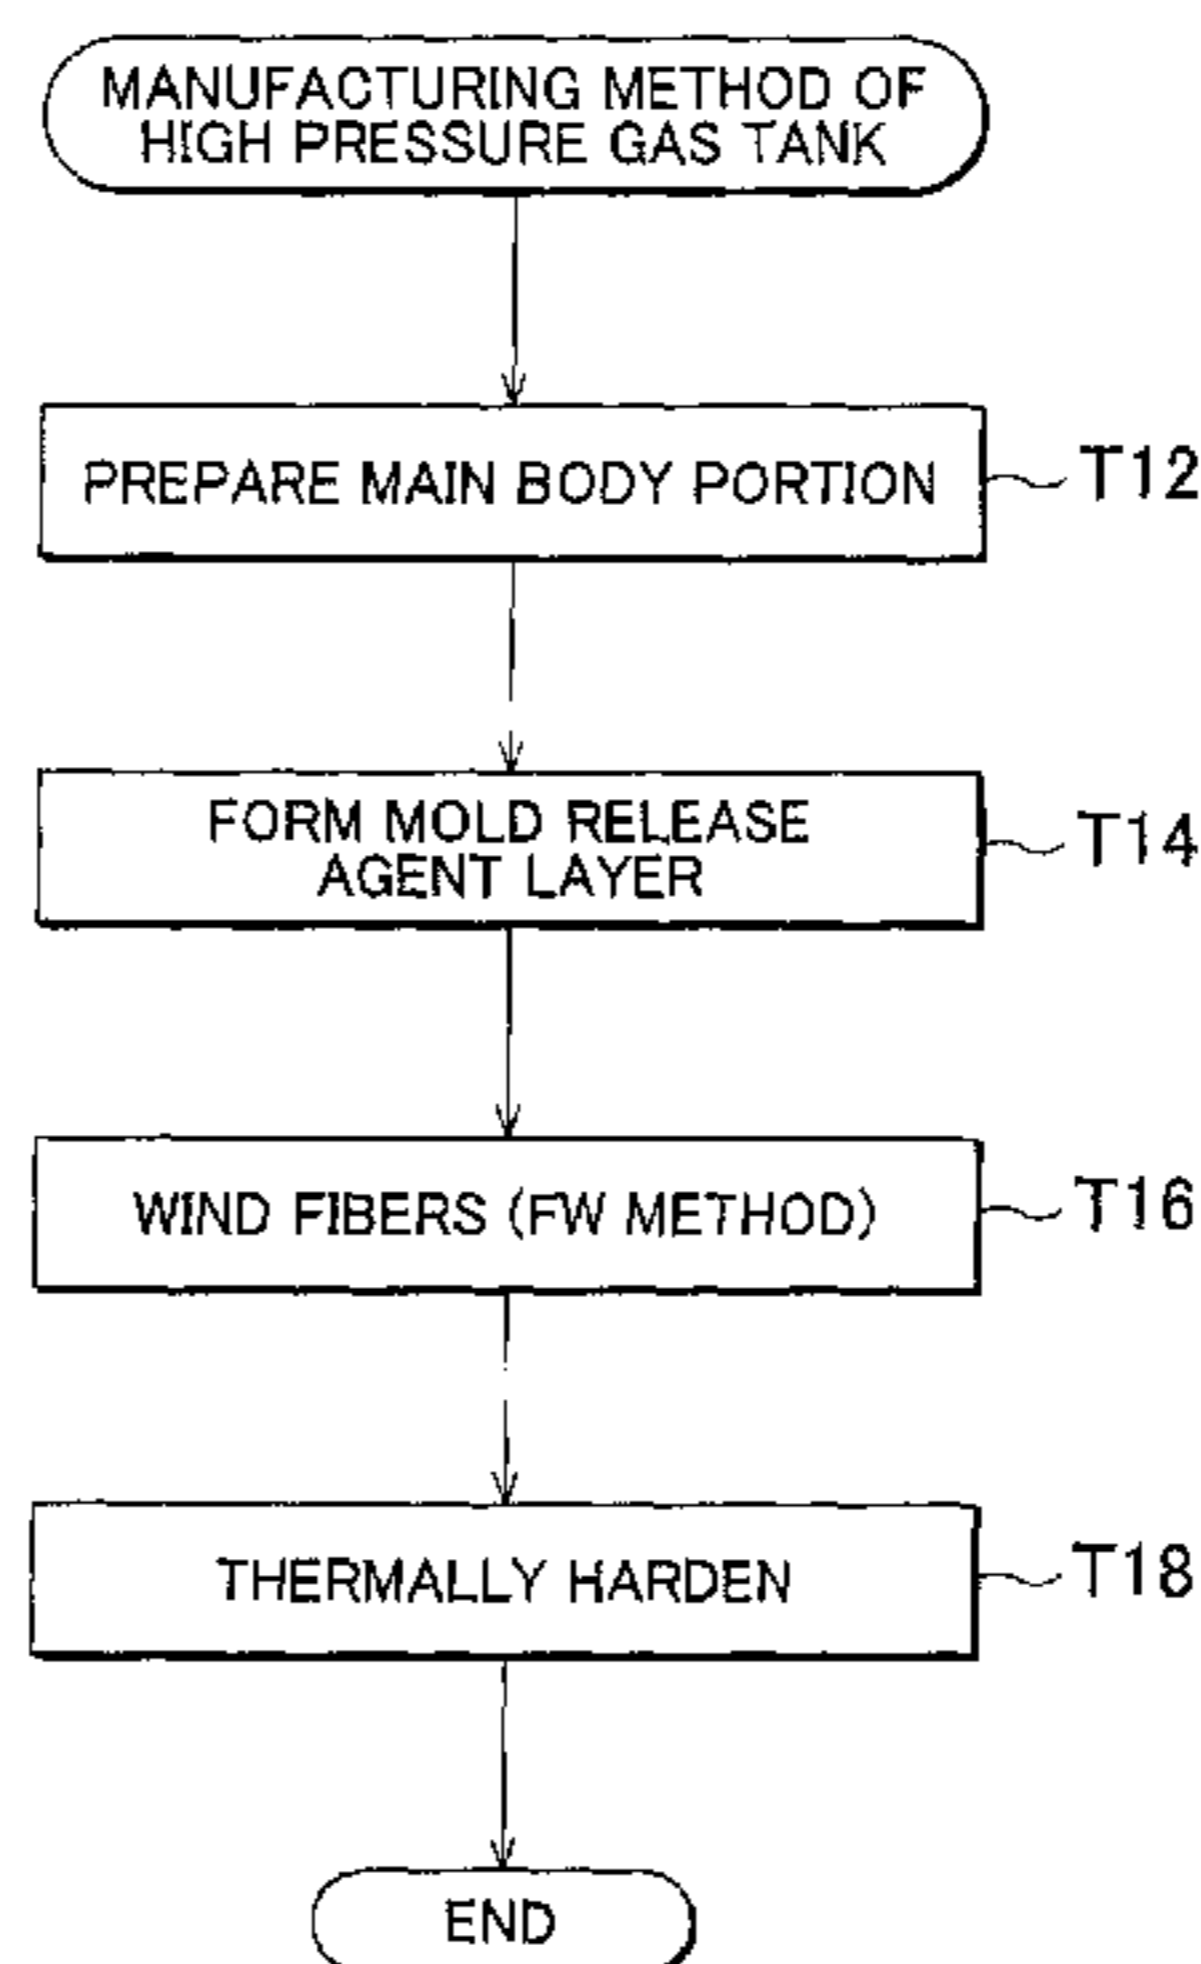 MANUFACTURING METHOD OF
HIGH PRESSURE GAS TANK
PREPARE MAIN BODY PORTION
T12
FORM MOLD RELEASE
AGENT LAYER
T14
WIND FIBERS (FW METHOD)
T16
THERMALLY HARDEN
T18
END